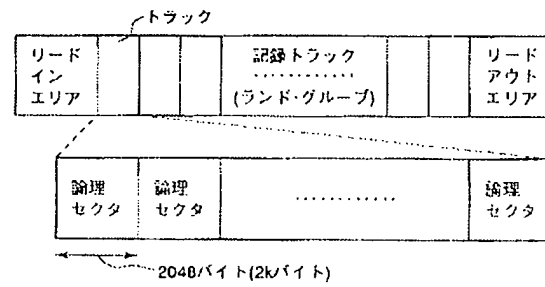 トラック
リード
イン
エリア
記録トラック
…………
(ランド・グループ)
リード
アウト
エリア
論理
セクタ
論理
セクタ
…………
論理
セクタ
2048バイト(2kバイト)